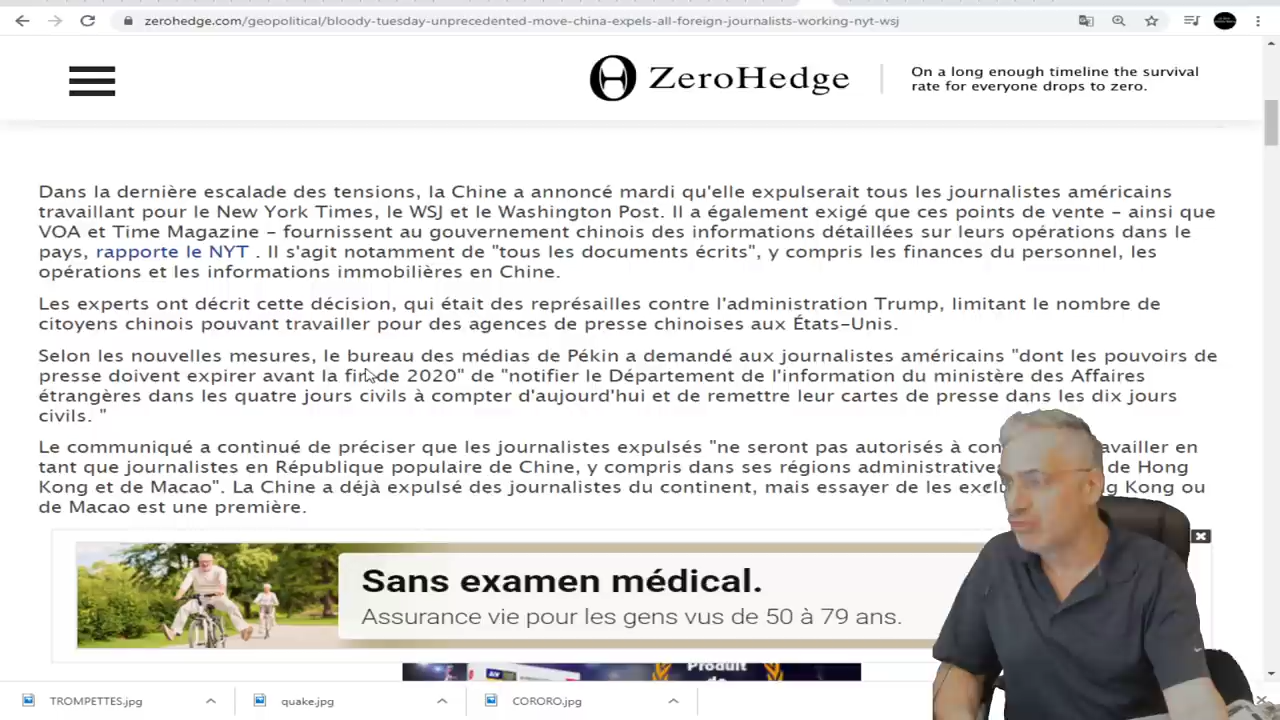 zerohedge.com/geopolitical/bloody-tuesday-unprecedented-move-china-expels-all-foreign-journalists-working-nyt-wsj
ZeroHedge
On a long enough timeline the survival
rate for everyone drops to zero.
Dans la dernière escalade des tensions, la Chine a annoncé mardi qu'elle expulserait tous les journalistes américains
travaillant pour le New York Times, le WSJ et le Washington Post. Il a également exigé que ces points de vente – ainsi que
VOA et Time Magazine – fournissent au gouvernement chinois des informations détaillées sur leurs opérations dans le
pays, rapporte le NYT . Il s'agit notamment de "tous les documents écrits", y compris les finances du personnel, les
opérations et les informations immobilières en Chine.
Les experts ont décrit cette décision, qui était des représailles contre l'administration Trump, limitant le nombre de
citoyens chinois pouvant travailler pour des agences de presse chinoises aux États-Unis.
Selon les nouvelles mesures, le bureau des médias de Pékin a demandé aux journalistes américains "dont les pouvoirs de
presse doivent expirer avant la fin de 2020" de "notifier le Département de l'information du ministère des Affaires
étrangères dans les quatre jours civils à compter d'aujourd'hui et de remettre leur cartes de presse dans les dix jours
civils. "
Le communiqué a continué de préciser que les journalistes expulsés "ne seront pas autorisés à travailler en
tant que journalistes en République populaire de Chine, y compris dans ses régions administratives de Hong
Kong et de Macao". La Chine a déjà expulsé des journalistes du continent, mais essayer de les Kong ou
de Macao est une première.
Sans examen médical.
Assurance vie pour les gens vus de 50 à 79 ans.
Produit
de
TROMPETTES.jpg
quake.jpg
CORORO.jpg